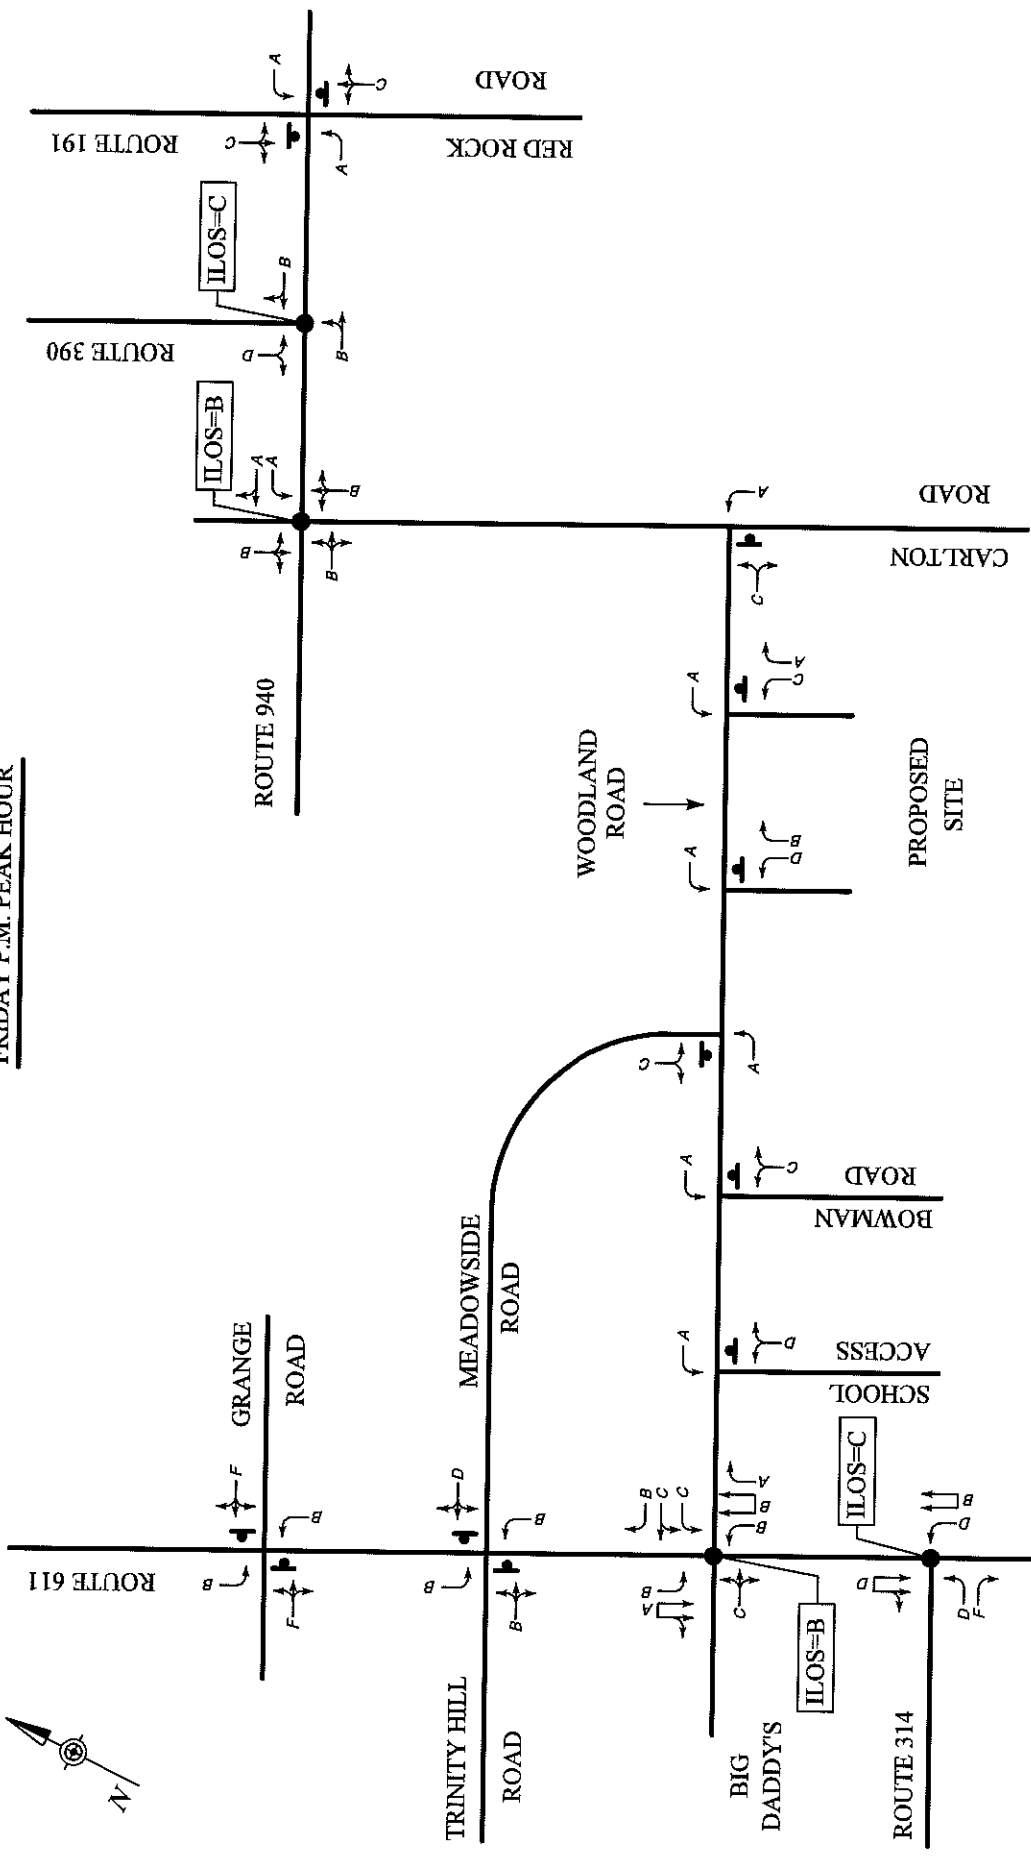 FRIDAY P.M. PEAK HOUR
N
ROUTE 611
GRANGE
ROAD
F
B
B
F
TRINITY HILL
ROAD
MEADOWSIDE
ROAD
D
B
B
B
BIG
DADDY'S
B
C
C
A
B
B
A
B
C
ILOS=B
ROUTE 314
ILOS=C
B
D
D
D
F
SCHOOL
ACCESS
A
D
BOWMAN
ROAD
A
C
C
A
WOODLAND
ROAD
PROPOSED
SITE
A
B
D
A
A
C
CARLTON
ROAD
A
C
ROUTE 940
ILOS=B
A
A
B
B
B
ROUTE 390
ILOS=C
B
D
B
ROUTE 191
RED ROCK
ROAD
A
C
C
A